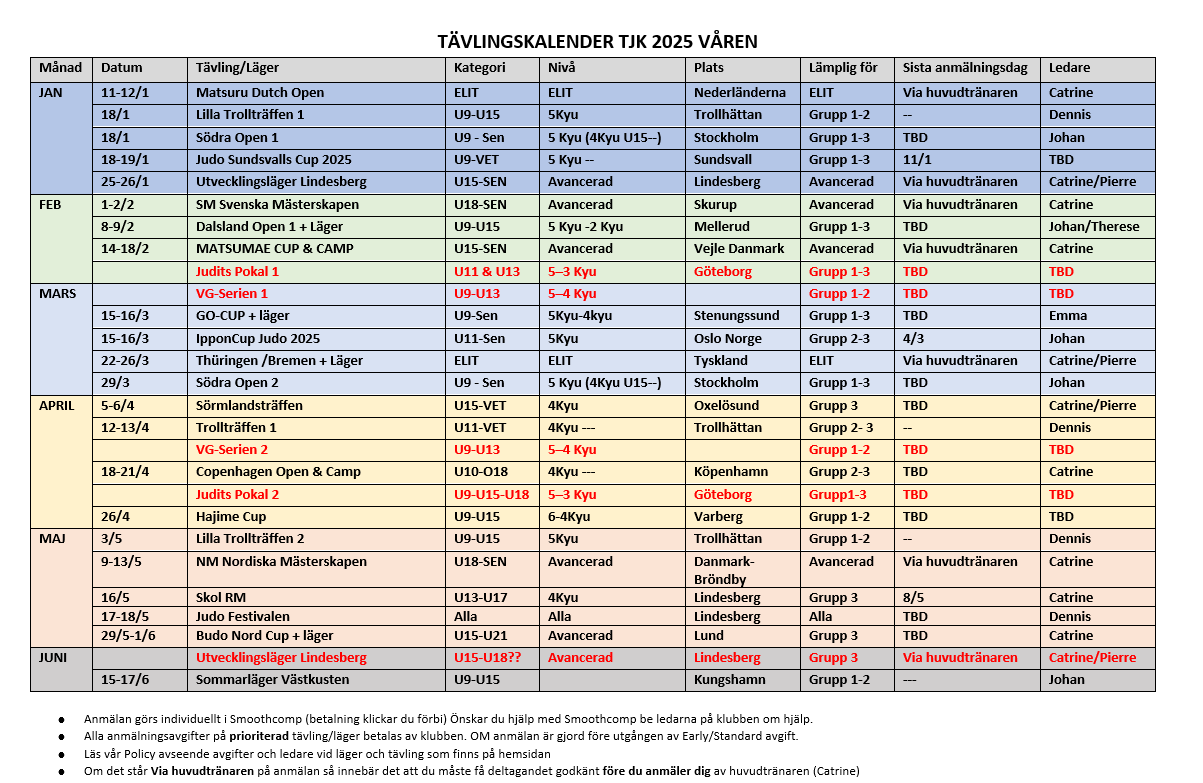 TÄVLINGSKALENDER TJK 2025 VÅREN
Månad Datum Tävling/Läger Kategori Nivå Plats Lämplig för Sista anmälningsdag Ledare
JAN 11-12/1 Matsuru Dutch Open ELIT ELIT Nederländerna ELIT Via huvudtränaren Catrine
18/1 Lilla Trollträffen 1 U9-U15 5Kyu Trollhättan Grupp 1-2 -- Dennis
18/1 Södra Open 1 U9 - Sen 5 Kyu (4Kyu U15--) Stockholm Grupp 1-3 TBD Johan
18-19/1 Judo Sundsvalls Cup 2025 U9-VET 5 Kyu -- Sundsvall Grupp 1-3 11/1 TBD
25-26/1 Utvecklingsläger Lindesberg U15-SEN Avancerad Lindesberg Avancerad Via huvudtränaren Catrine/Pierre
FEB 1-2/2 SM Svenska Mästerskapen U18-SEN Avancerad Skurup Avancerad Via huvudtränaren Catrine
8-9/2 Dalsland Open 1 + Läger U9-U15 5 Kyu -2 Kyu Mellerud Grupp 1-3 TBD Johan/Therese
14-18/2 MATSUMAE CUP & CAMP U15-SEN Avancerad Vejle Danmark Avancerad Via huvudtränaren Catrine
Judits Pokal 1 U11 & U13 5–3 Kyu Göteborg Grupp 1-3 TBD TBD
MARS VG-Serien 1 U9-U13 5–4 Kyu Grupp 1-2 TBD TBD
15-16/3 GO-CUP + läger U9-Sen 5Kyu-4kyu Stenungssund Grupp 1-3 TBD Emma
15-16/3 IpponCup Judo 2025 U11-Sen 5Kyu Oslo Norge Grupp 2-3 4/3 Johan
22-26/3 Thüringen /Bremen + Läger ELIT ELIT Tyskland ELIT Via huvudtränaren Catrine/Pierre
29/3 Södra Open 2 U9 - Sen 5 Kyu (4Kyu U15--) Stockholm Grupp 1-3 TBD Johan
APRIL 5-6/4 Sörmlandsträffen U15-VET 4Kyu Oxelösund Grupp 3 TBD Catrine/Pierre
12-13/4 Trollträffen 1 U11-VET 4Kyu --- Trollhättan Grupp 2- 3 -- Dennis
VG-Serien 2 U9-U13 5–4 Kyu Grupp 1-2 TBD TBD
18-21/4 Copenhagen Open & Camp U10-O18 4Kyu --- Köpenhamn Grupp 2-3 TBD Catrine
Judits Pokal 2 U9-U15-U18 5–3 Kyu Göteborg Grupp1-3 TBD TBD
26/4 Hajime Cup U9-U15 6-4Kyu Varberg Grupp 1-2 TBD TBD
MAJ 3/5 Lilla Trollträffen 2 U9-U15 5Kyu Trollhättan Grupp 1-2 -- Dennis
9-13/5 NM Nordiska Mästerskapen U18-SEN Avancerad Danmark- Avancerad Via huvudtränaren Catrine
Bröndby
16/5 Skol RM U13-U17 4Kyu Lindesberg Grupp 3 8/5 Catrine
17-18/5 Judo Festivalen Alla Alla Lindesberg Alla TBD Dennis
29/5-1/6 Budo Nord Cup + läger U15-U21 Avancerad Lund Grupp 3 TBD Catrine
JUNI Utvecklingsläger Lindesberg U15-U18?? Avancerad Lindesberg Grupp 3 Via huvudtränaren Catrine/Pierre
15-17/6 Sommarläger Västkusten U9-U15 Kungshamn Grupp 1-2 --- Johan
● Anmälan görs individuellt i Smoothcomp (betalning klickar du förbi) Önskar du hjälp med Smoothcomp be ledarna på klubben om hjälp.
● Alla anmälningsavgifter på prioriterad tävling/läger betalas av klubben. OM anmälan är gjord före utgången av Early/Standard avgift.
● Läs vår Policy avseende avgifter och ledare vid läger och tävling som finns på hemsidan
● Om det står Via huvudtränaren på anmälan så innebär det att du måste få deltagandet godkänt före du anmäler dig av huvudtränaren (Catrine)